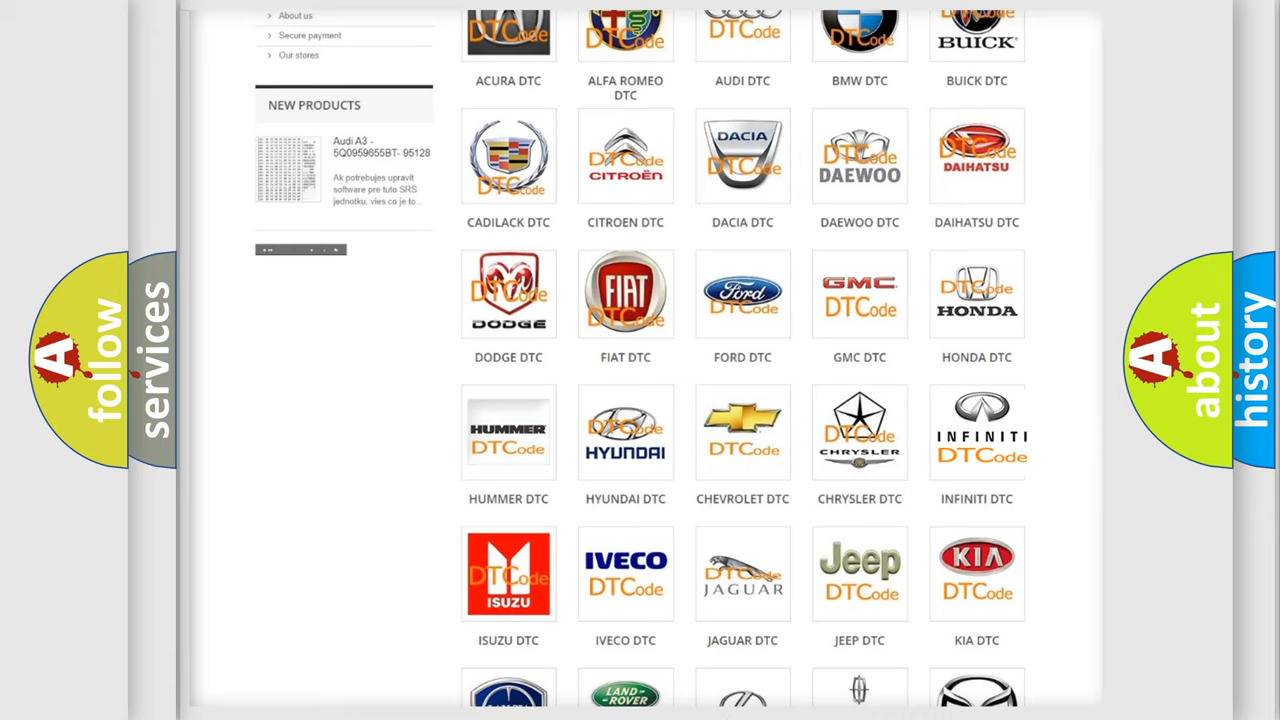 About us
Secure payment
Our stores
NEW PRODUCTS
Audi A3 -
5Q0959655BT- 95128
Ak potrebujes upravit
software pre tuto SRS
jednotku, vies co je to...
DTCode
DTCode
DTCode
DTCode
BUICK
ACURA DTC
ALFA ROMEO
DTC
AUDI DTC
BMW DTC
BUICK DTC
DTCode
DTCode
CITROËN
DACIA
DTCode
DTCode
DAEWOO
DTCode
DAIHATSU
CADILACK DTC
CITROEN DTC
DACIA DTC
DAEWOO DTC
DAIHATSU DTC
DTCode
DODGE
FIAT
DTCode
Ford
DTCode
GMC
DTCode
DTCode
HONDA
DODGE DTC
FIAT DTC
FORD DTC
GMC DTC
HONDA DTC
HUMMER
DTCode
DTCode
HYUNDAI
DTCode
DTCode
CHRYSLER
INFINITI
DTCode
HUMMER DTC
HYUNDAI DTC
CHEVROLET DTC
CHRYSLER DTC
INFINITI DTC
DTCode
ISUZU
IVECO
DTCode
DTCode
JAGUAR
Jeep
DTCode
KIA
DTCode
ISUZU DTC
IVECO DTC
JAGUAR DTC
JEEP DTC
KIA DTC
LAND-
ROVER
A
follow
services
A
about
history